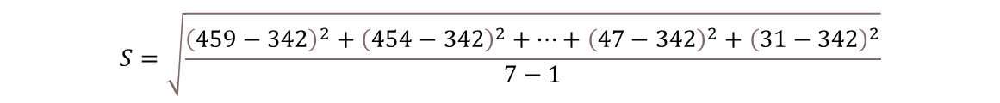 S = √((459 − 342)² + (454 − 342)² + ⋯ + (47 − 342)² + (31 − 342)²
7 − 1